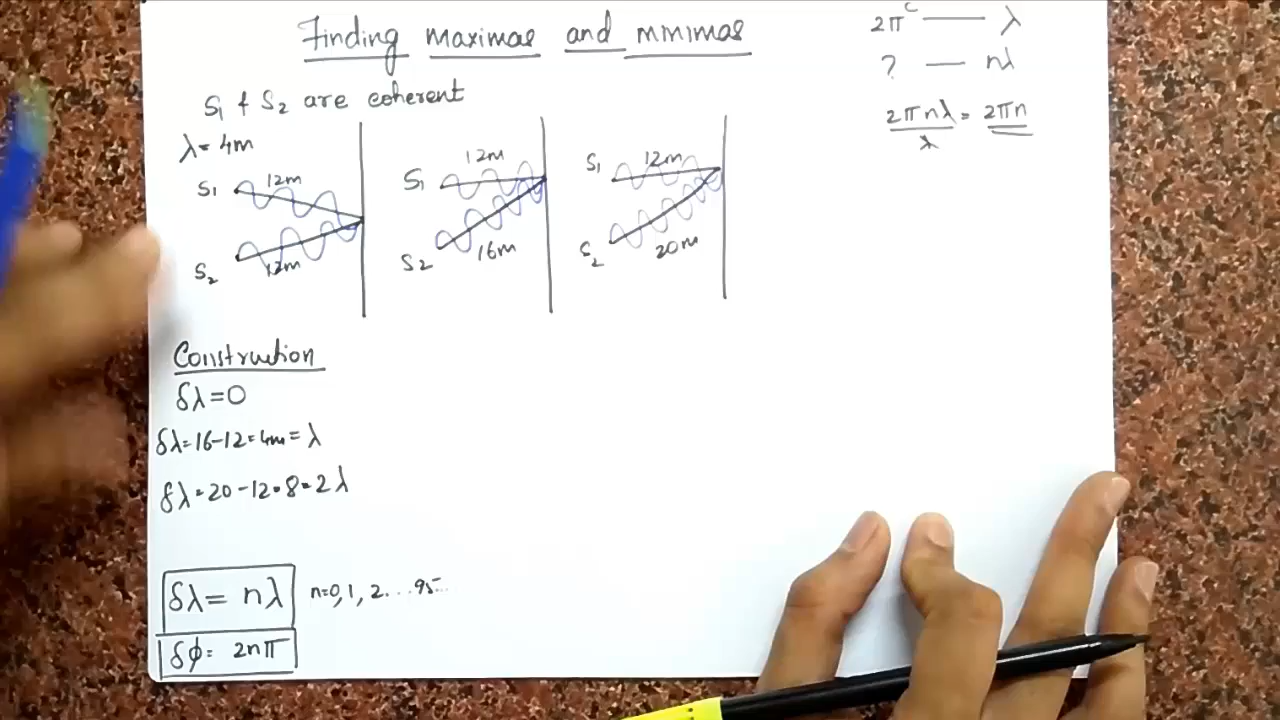 Finding maximas and minimas
2πᶜ — λ
? — nλ
2πnλ/λ = 2πn
S₁ & S₂ are coherent
λ = 4m
S₁ 12m
S₂ 12m
S₁ 12m
S₂ 16m
S₁ 12m
S₂ 20m
Construction
δλ = 0
δλ = 16-12 = 4m = λ
δλ = 20-12 = 8 = 2λ
δλ = nλ n=0, 1, 2...95...
δϕ = 2nπ